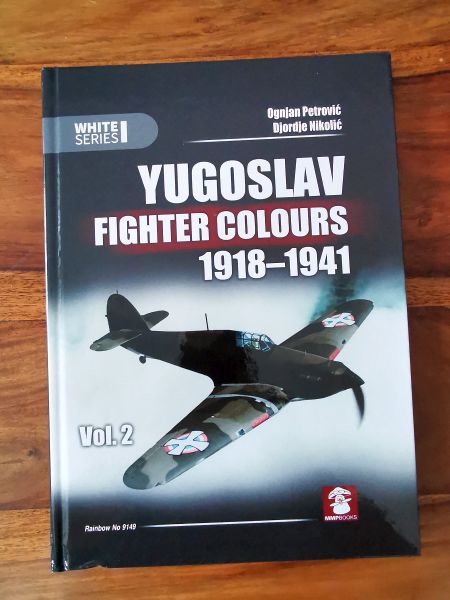 Ognjan Petrović
Djordje Nikolić
WHITE
SERIES
YUGOSLAV
FIGHTER COLOURS
1918–1941
Vol. 2
Rainbow No 9149
MMPBOOKS